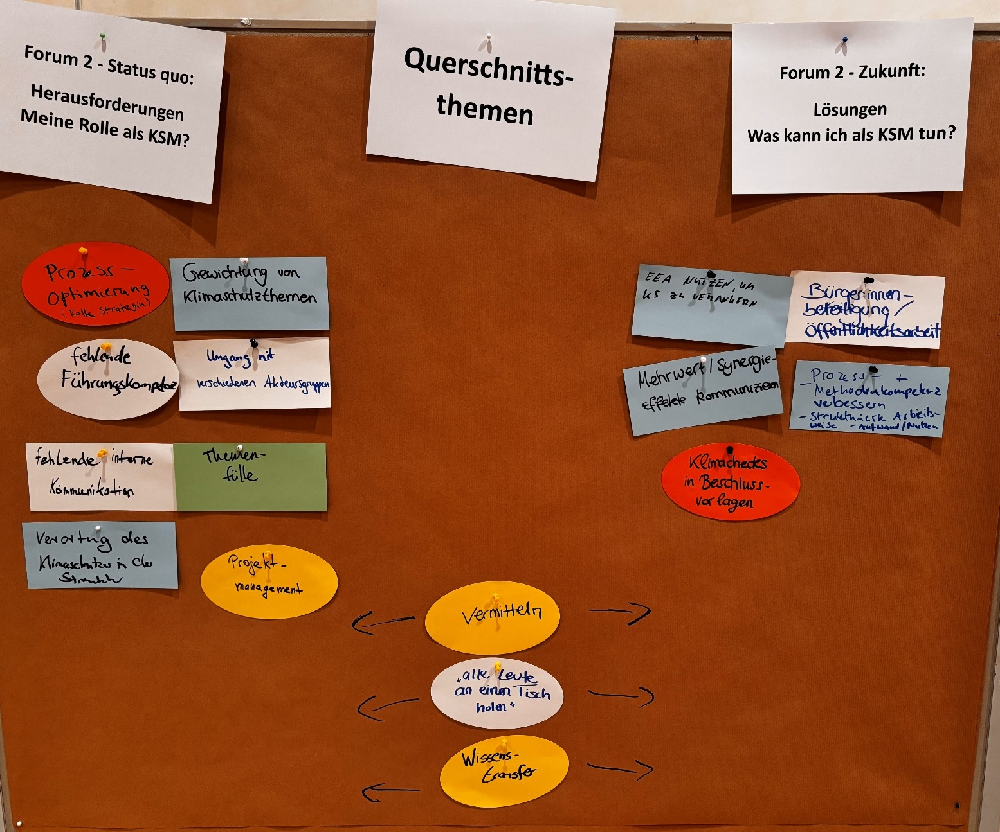 Forum 2 - Status quo:
Herausforderungen
Meine Rolle als KSM?
Querschnitts-
themen
Forum 2 - Zukunft:
Lösungen
Was kann ich als KSM tun?
Prozess-
optimierung
(Rolle Strategin)
Gewichtung von
Klimaschutzthemen
fehlende
Führungskompetenz
Umgang mit
verschiedenen Akteursgruppen
fehlende interne
Kommunikation
Themen-
fülle
Verortung des
Klimaschutzes in der
Struktur
Projekt-
management
Vermitteln
„alle Leute
an einen Tisch
holen“
Wissens-
transfer
EEA NUTZEN, UM
KS ZU VERANKERN
Bürger:innen-
beteiligung /
Öffentlichkeitsarbeit
Mehrwert / Synergie-
effekte kommunizieren
- Prozess- +
Methodenkompetenz
verbessern
- Strukturierte Arbeits-
weise - Aufwand/Nutzen
Klimachecks
in Beschluss-
vorlagen